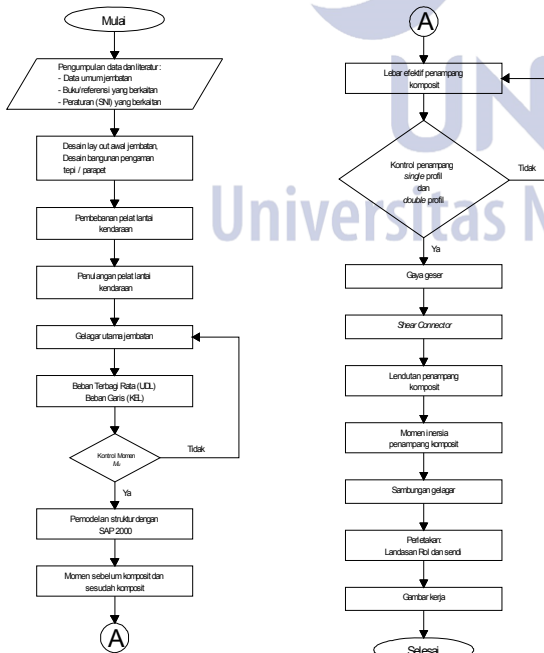 Mulai
Pengumpulan data dan literatur :
- Data umum jembatan
- Buku/referensi yang berkaitan
- Peraturan (SNI) yang berkaitan
Desain lay out awal jembatan,
Desain bangunan pengaman
tepi / parapet
Pembebanan pelat lantai
kendaraan
Penulangan pelat lantai
kendaraan
Gelagar utama jembatan
Beban Terbagi Rata (UDL)
Beban Garis (KEL)
Kontrol Momen
Tidak
Ya
Pemodelan struktur dengan
SAP 2000
Momen sebelum komposit dan
sesudah komposit
A
A
Lebar efektif penampang
komposit
Kontrol penampang
single profil
dan
double profil
Tidak
Ya
Gaya geser
Shear Connector
Lendutan penampang
komposit
Momen inersia
penampang komposit
Sambungan gelagar
Perletakan:
Landasan Rol dan sendi
Gambar kerja
Selesai
UN
Universitas N